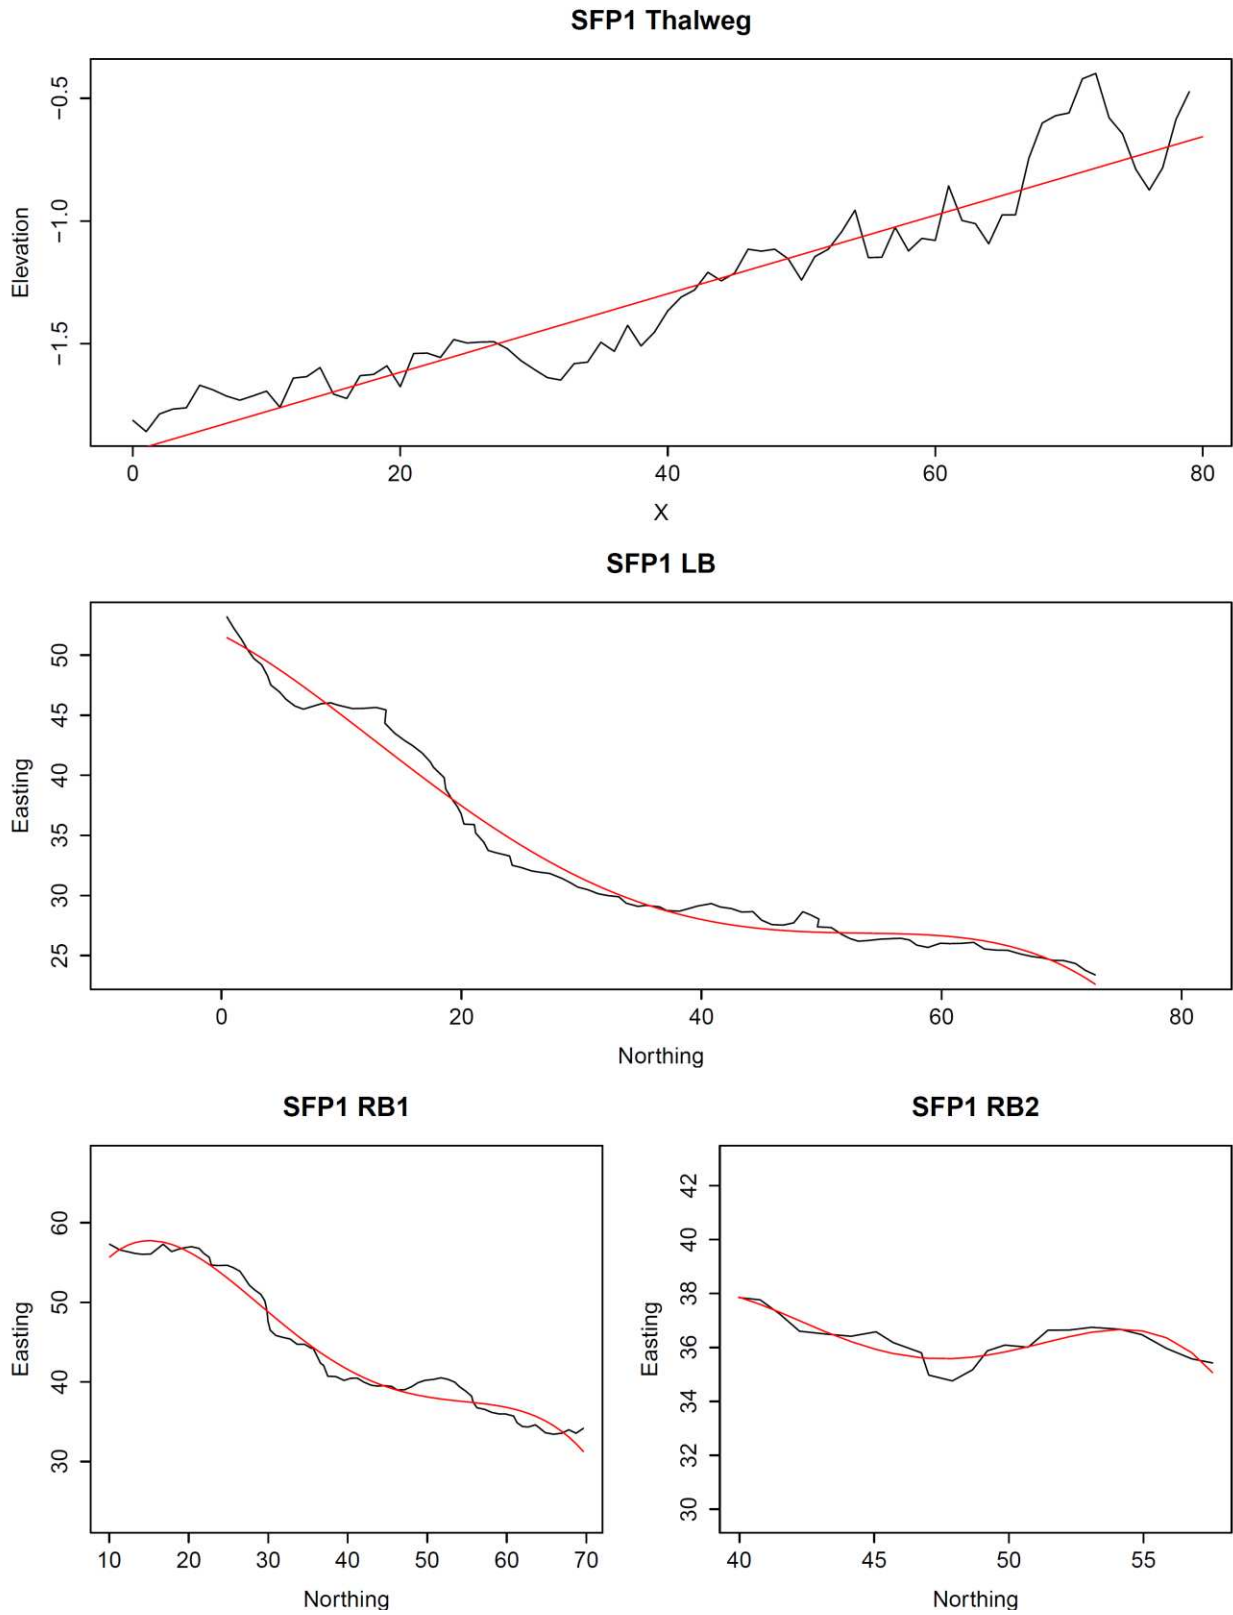 SFP1 Thalweg
Elevation
−0.5
−1.0
−1.5
0 20 40 60 80
X
SFP1 LB
Easting
50
45
40
35
30
25
0 20 40 60 80
Northing
SFP1 RB1
Easting
60
50
40
30
10 20 30 40 50 60 70
Northing
SFP1 RB2
Easting
42
40
38
36
34
32
30
40 45 50 55
Northing